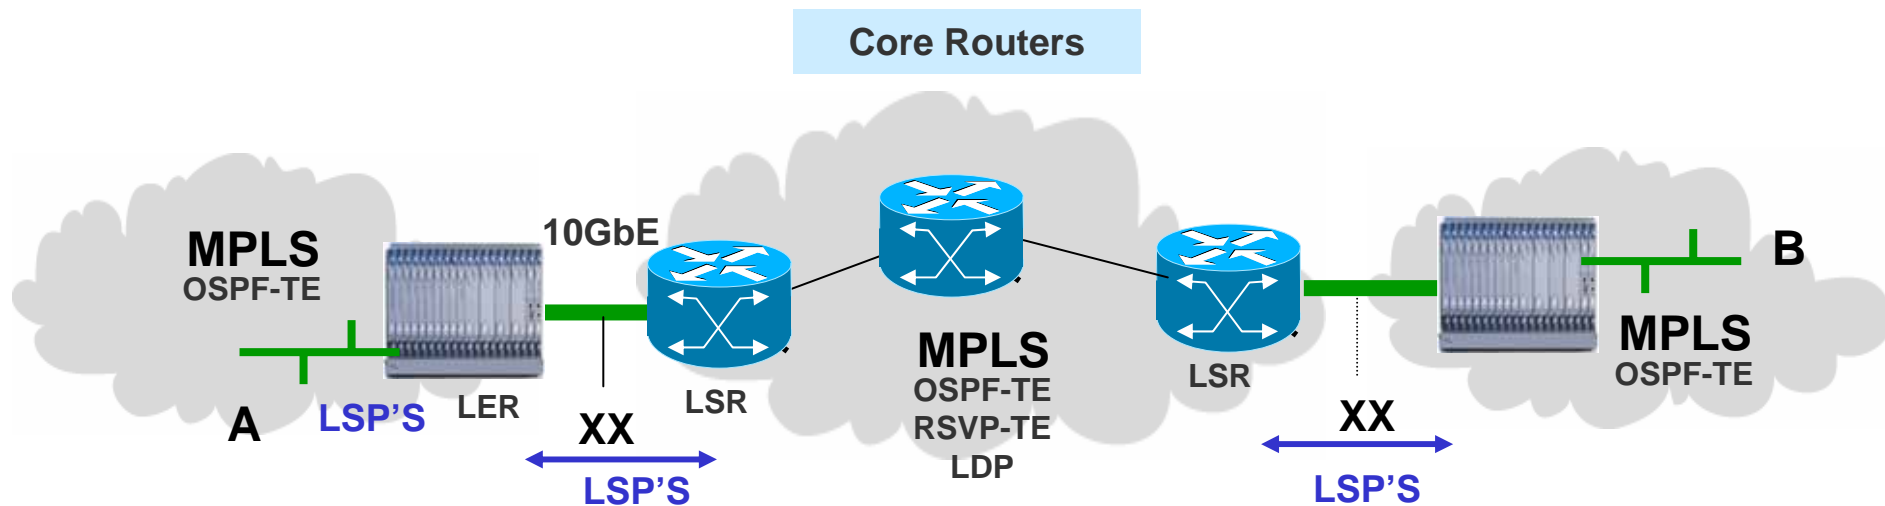 Core Routers
MPLS
OSPF-TE
10GbE
A
LSP’S
LER
XX
LSP’S
LSR
MPLS
OSPF-TE
RSVP-TE
LDP
LSR
XX
LSP’S
B
MPLS
OSPF-TE